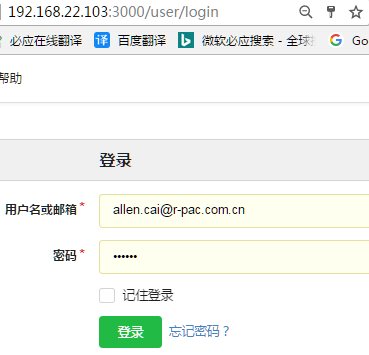 192.168.22.103:3000/user/login
必应在线翻译 译 百度翻译 微软必应搜索 - 全球 Go
帮助
登录
用户名或邮箱 * allen.cai@r-pac.com.cn
密码 * ••••••
记住登录
登录 忘记密码？